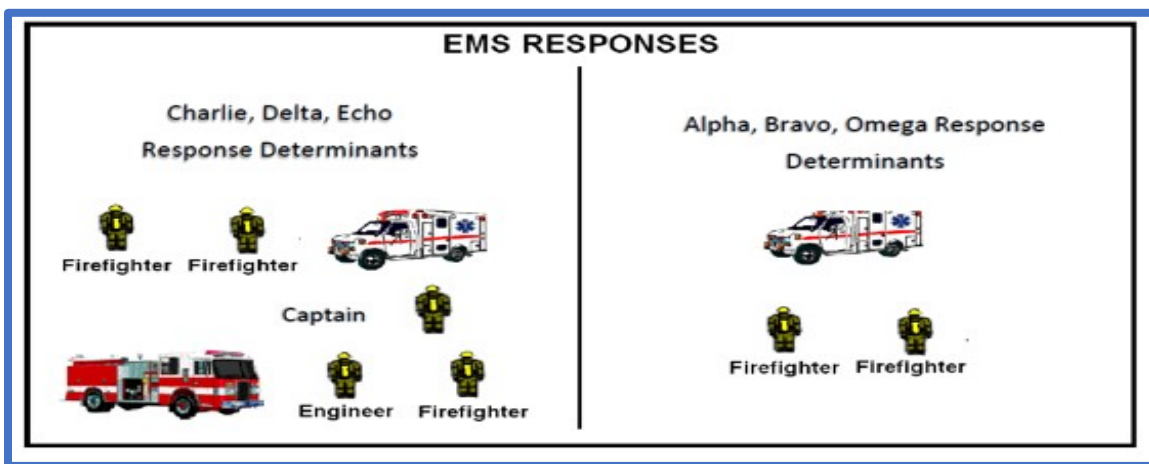 EMS RESPONSES
Charlie, Delta, Echo
Response Determinants
Firefighter Firefighter
Captain
Engineer Firefighter
Alpha, Bravo, Omega Response
Determinants
Firefighter Firefighter